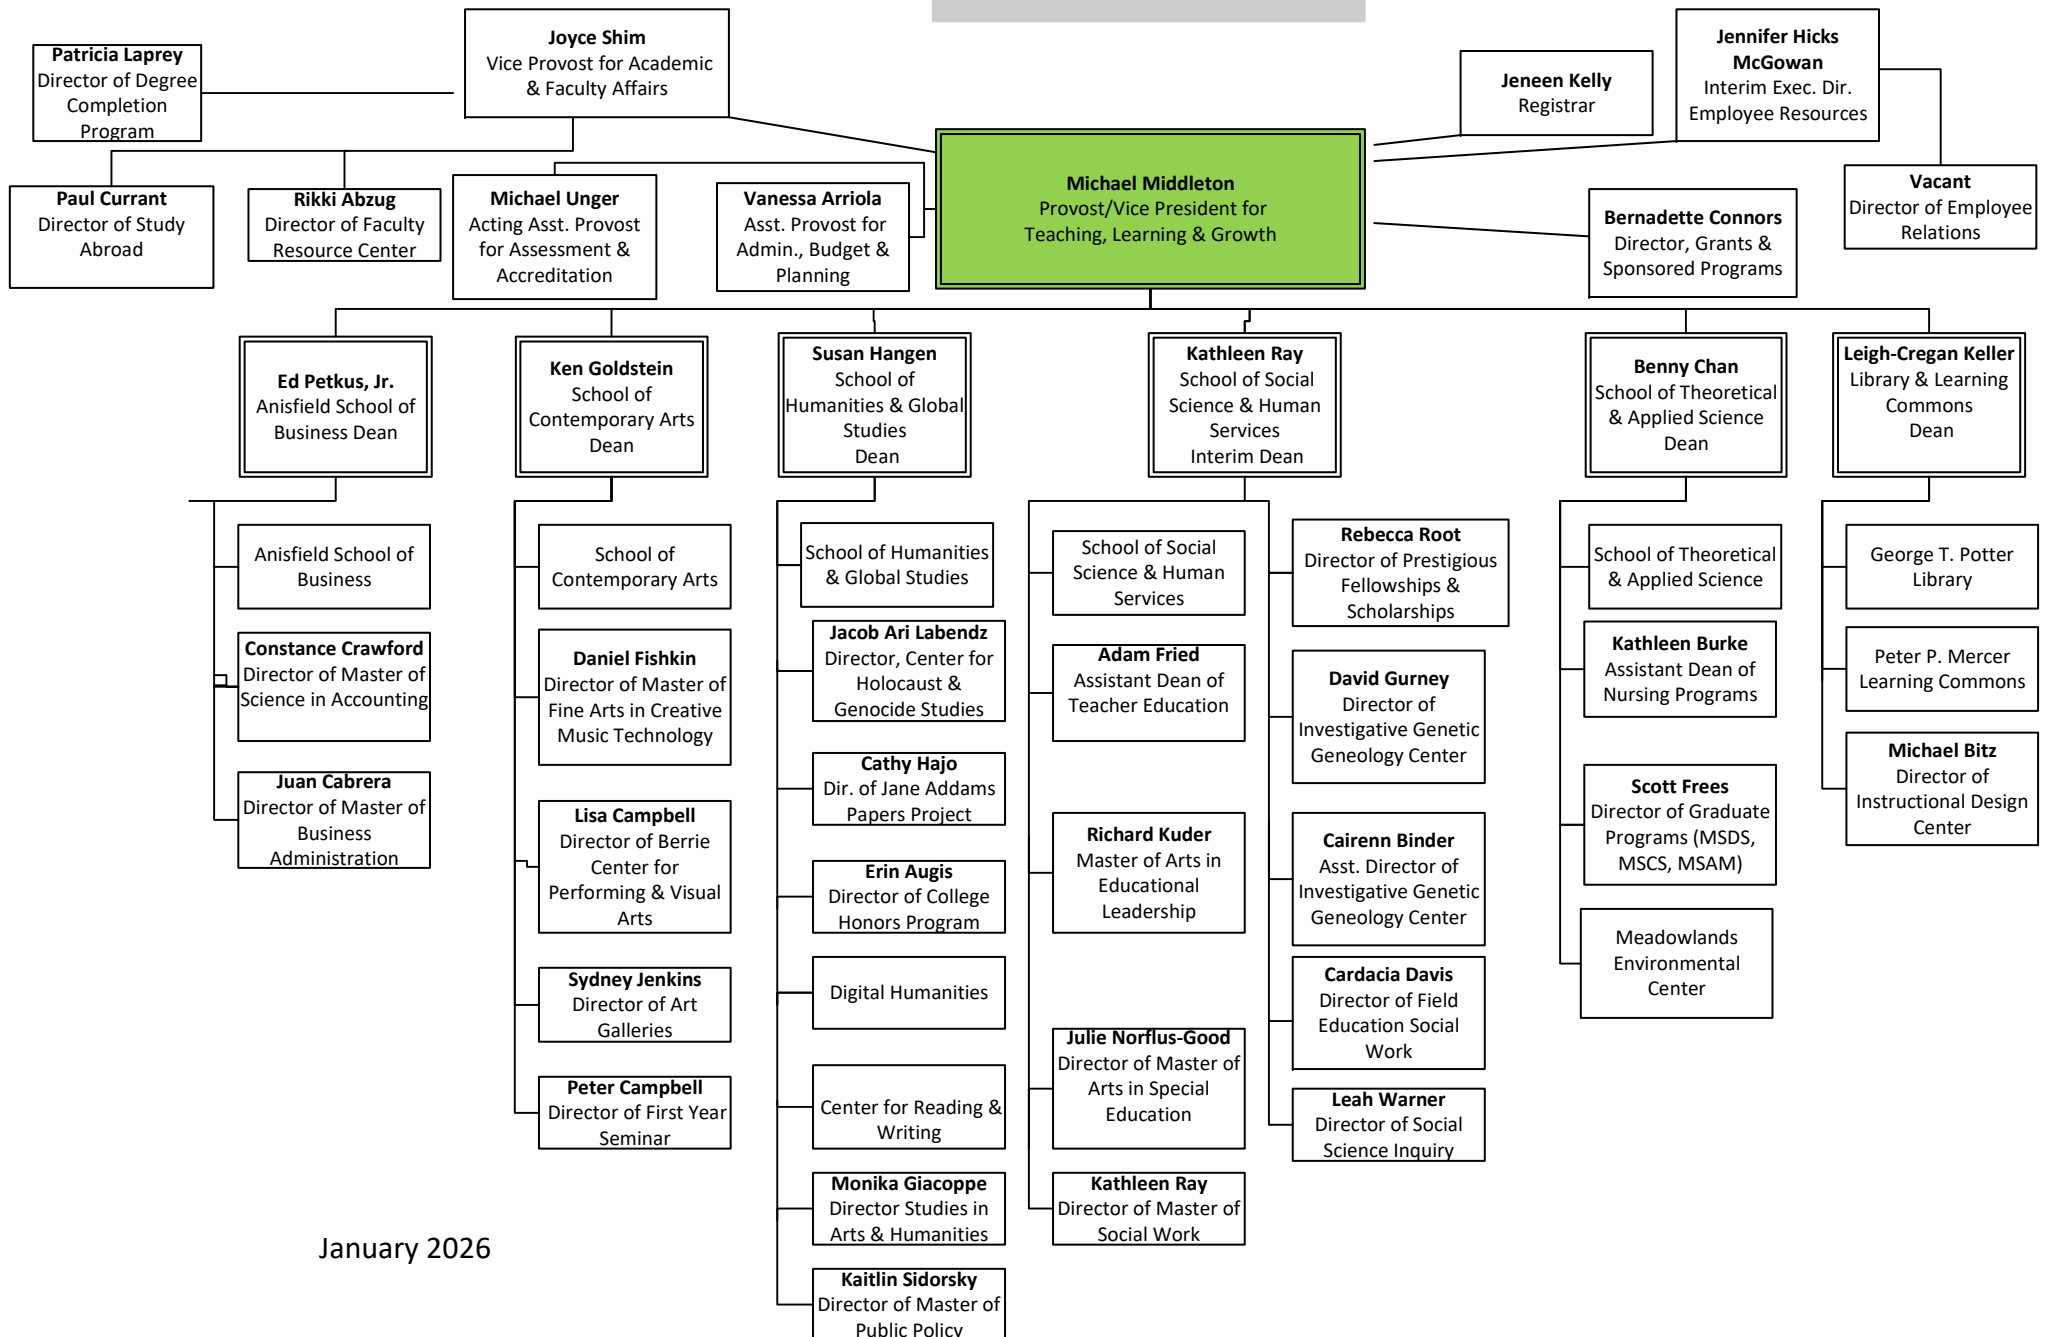 Patricia Laprey
Director of Degree
Completion
Program
Joyce Shim
Vice Provost for Academic
& Faculty Affairs
Jeneen Kelly
Registrar
Jennifer Hicks
McGowan
Interim Exec. Dir.
Employee Resources
Paul Currant
Director of Study
Abroad
Rikki Abzug
Director of Faculty
Resource Center
Michael Unger
Acting Asst. Provost
for Assessment &
Accreditation
Vanessa Arriola
Asst. Provost for
Admin., Budget &
Planning
Michael Middleton
Provost/Vice President for
Teaching, Learning & Growth
Bernadette Connors
Director, Grants &
Sponsored Programs
Vacant
Director of Employee
Relations
Ed Petkus, Jr.
Anisfield School of
Business Dean
Ken Goldstein
School of
Contemporary Arts
Dean
Susan Hangen
School of
Humanities & Global
Studies
Dean
Kathleen Ray
School of Social
Science & Human
Services
Interim Dean
Benny Chan
School of Theoretical
& Applied Science
Dean
Leigh-Cregan Keller
Library & Learning
Commons
Dean
Anisfield School of
Business
Constance Crawford
Director of Master of
Science in Accounting
Juan Cabrera
Director of Master of
Business
Administration
School of
Contemporary Arts
Daniel Fishkin
Director of Master of
Fine Arts in Creative
Music Technology
Lisa Campbell
Director of Berrie
Center for
Performing & Visual
Arts
Sydney Jenkins
Director of Art
Galleries
Peter Campbell
Director of First Year
Seminar
School of Humanities
& Global Studies
Jacob Ari Labendz
Director, Center for
Holocaust &
Genocide Studies
Cathy Hajo
Dir. of Jane Addams
Papers Project
Erin Augis
Director of College
Honors Program
Digital Humanities
Center for Reading &
Writing
Monika Giacoppe
Director Studies in
Arts & Humanities
Kaitlin Sidorsky
Director of Master of
Public Policy
School of Social
Science & Human
Services
Adam Fried
Assistant Dean of
Teacher Education
Richard Kuder
Master of Arts in
Educational
Leadership
Julie Norflus-Good
Director of Master of
Arts in Special
Education
Kathleen Ray
Director of Master of
Social Work
Rebecca Root
Director of Prestigious
Fellowships &
Scholarships
David Gurney
Director of
Investigative Genetic
Geneology Center
Cairenn Binder
Asst. Director of
Investigative Genetic
Geneology Center
Cardacia Davis
Director of Field
Education Social
Work
Leah Warner
Director of Social
Science Inquiry
School of Theoretical
& Applied Science
Kathleen Burke
Assistant Dean of
Nursing Programs
Scott Frees
Director of Graduate
Programs (MSDS,
MSCS, MSAM)
Meadowlands
Environmental
Center
George T. Potter
Library
Peter P. Mercer
Learning Commons
Michael Bitz
Director of
Instructional Design
Center
January 2026